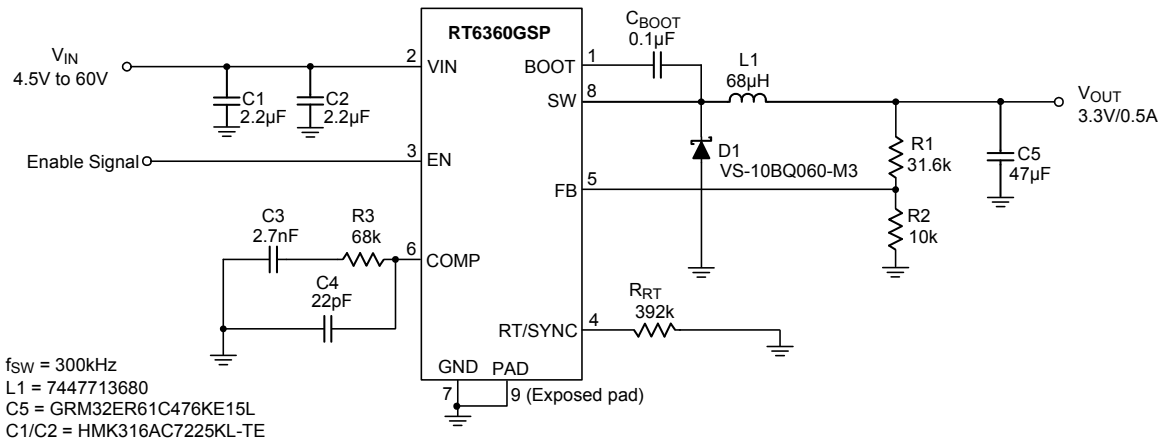 RT6360GSP
V_IN
4.5V to 60V
2
VIN
C1
2.2µF
C2
2.2µF
Enable Signal
3
EN
C3
2.7nF
R3
68k
6
COMP
C4
22pF
BOOT
1
C_BOOT
0.1µF
SW
8
L1
68µH
V_OUT
3.3V/0.5A
D1
VS-10BQ060-M3
R1
31.6k
C5
47µF
FB
5
R2
10k
RT/SYNC
4
R_RT
392k
GND
PAD
7
9 (Exposed pad)
f_SW = 300kHz
L1 = 7447713680
C5 = GRM32ER61C476KE15L
C1/C2 = HMK316AC7225KL-TE